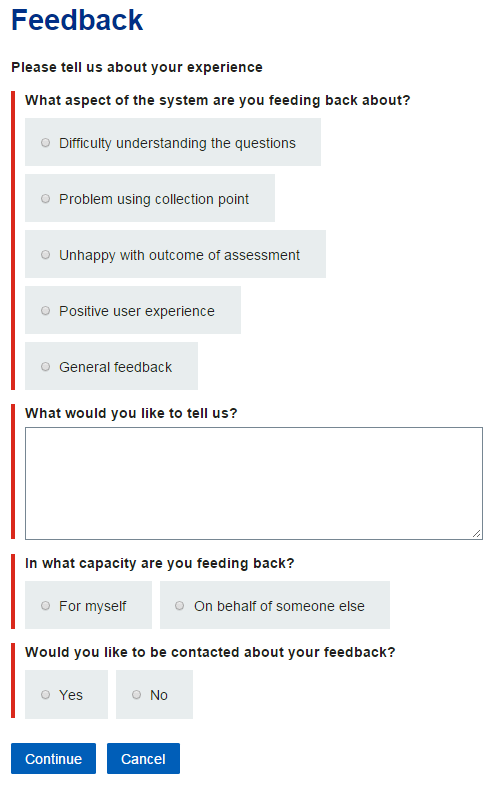 Feedback
Please tell us about your experience
What aspect of the system are you feeding back about?
Difficulty understanding the questions
Problem using collection point
Unhappy with outcome of assessment
Positive user experience
General feedback
What would you like to tell us?
In what capacity are you feeding back?
For myself On behalf of someone else
Would you like to be contacted about your feedback?
Yes No
Continue Cancel